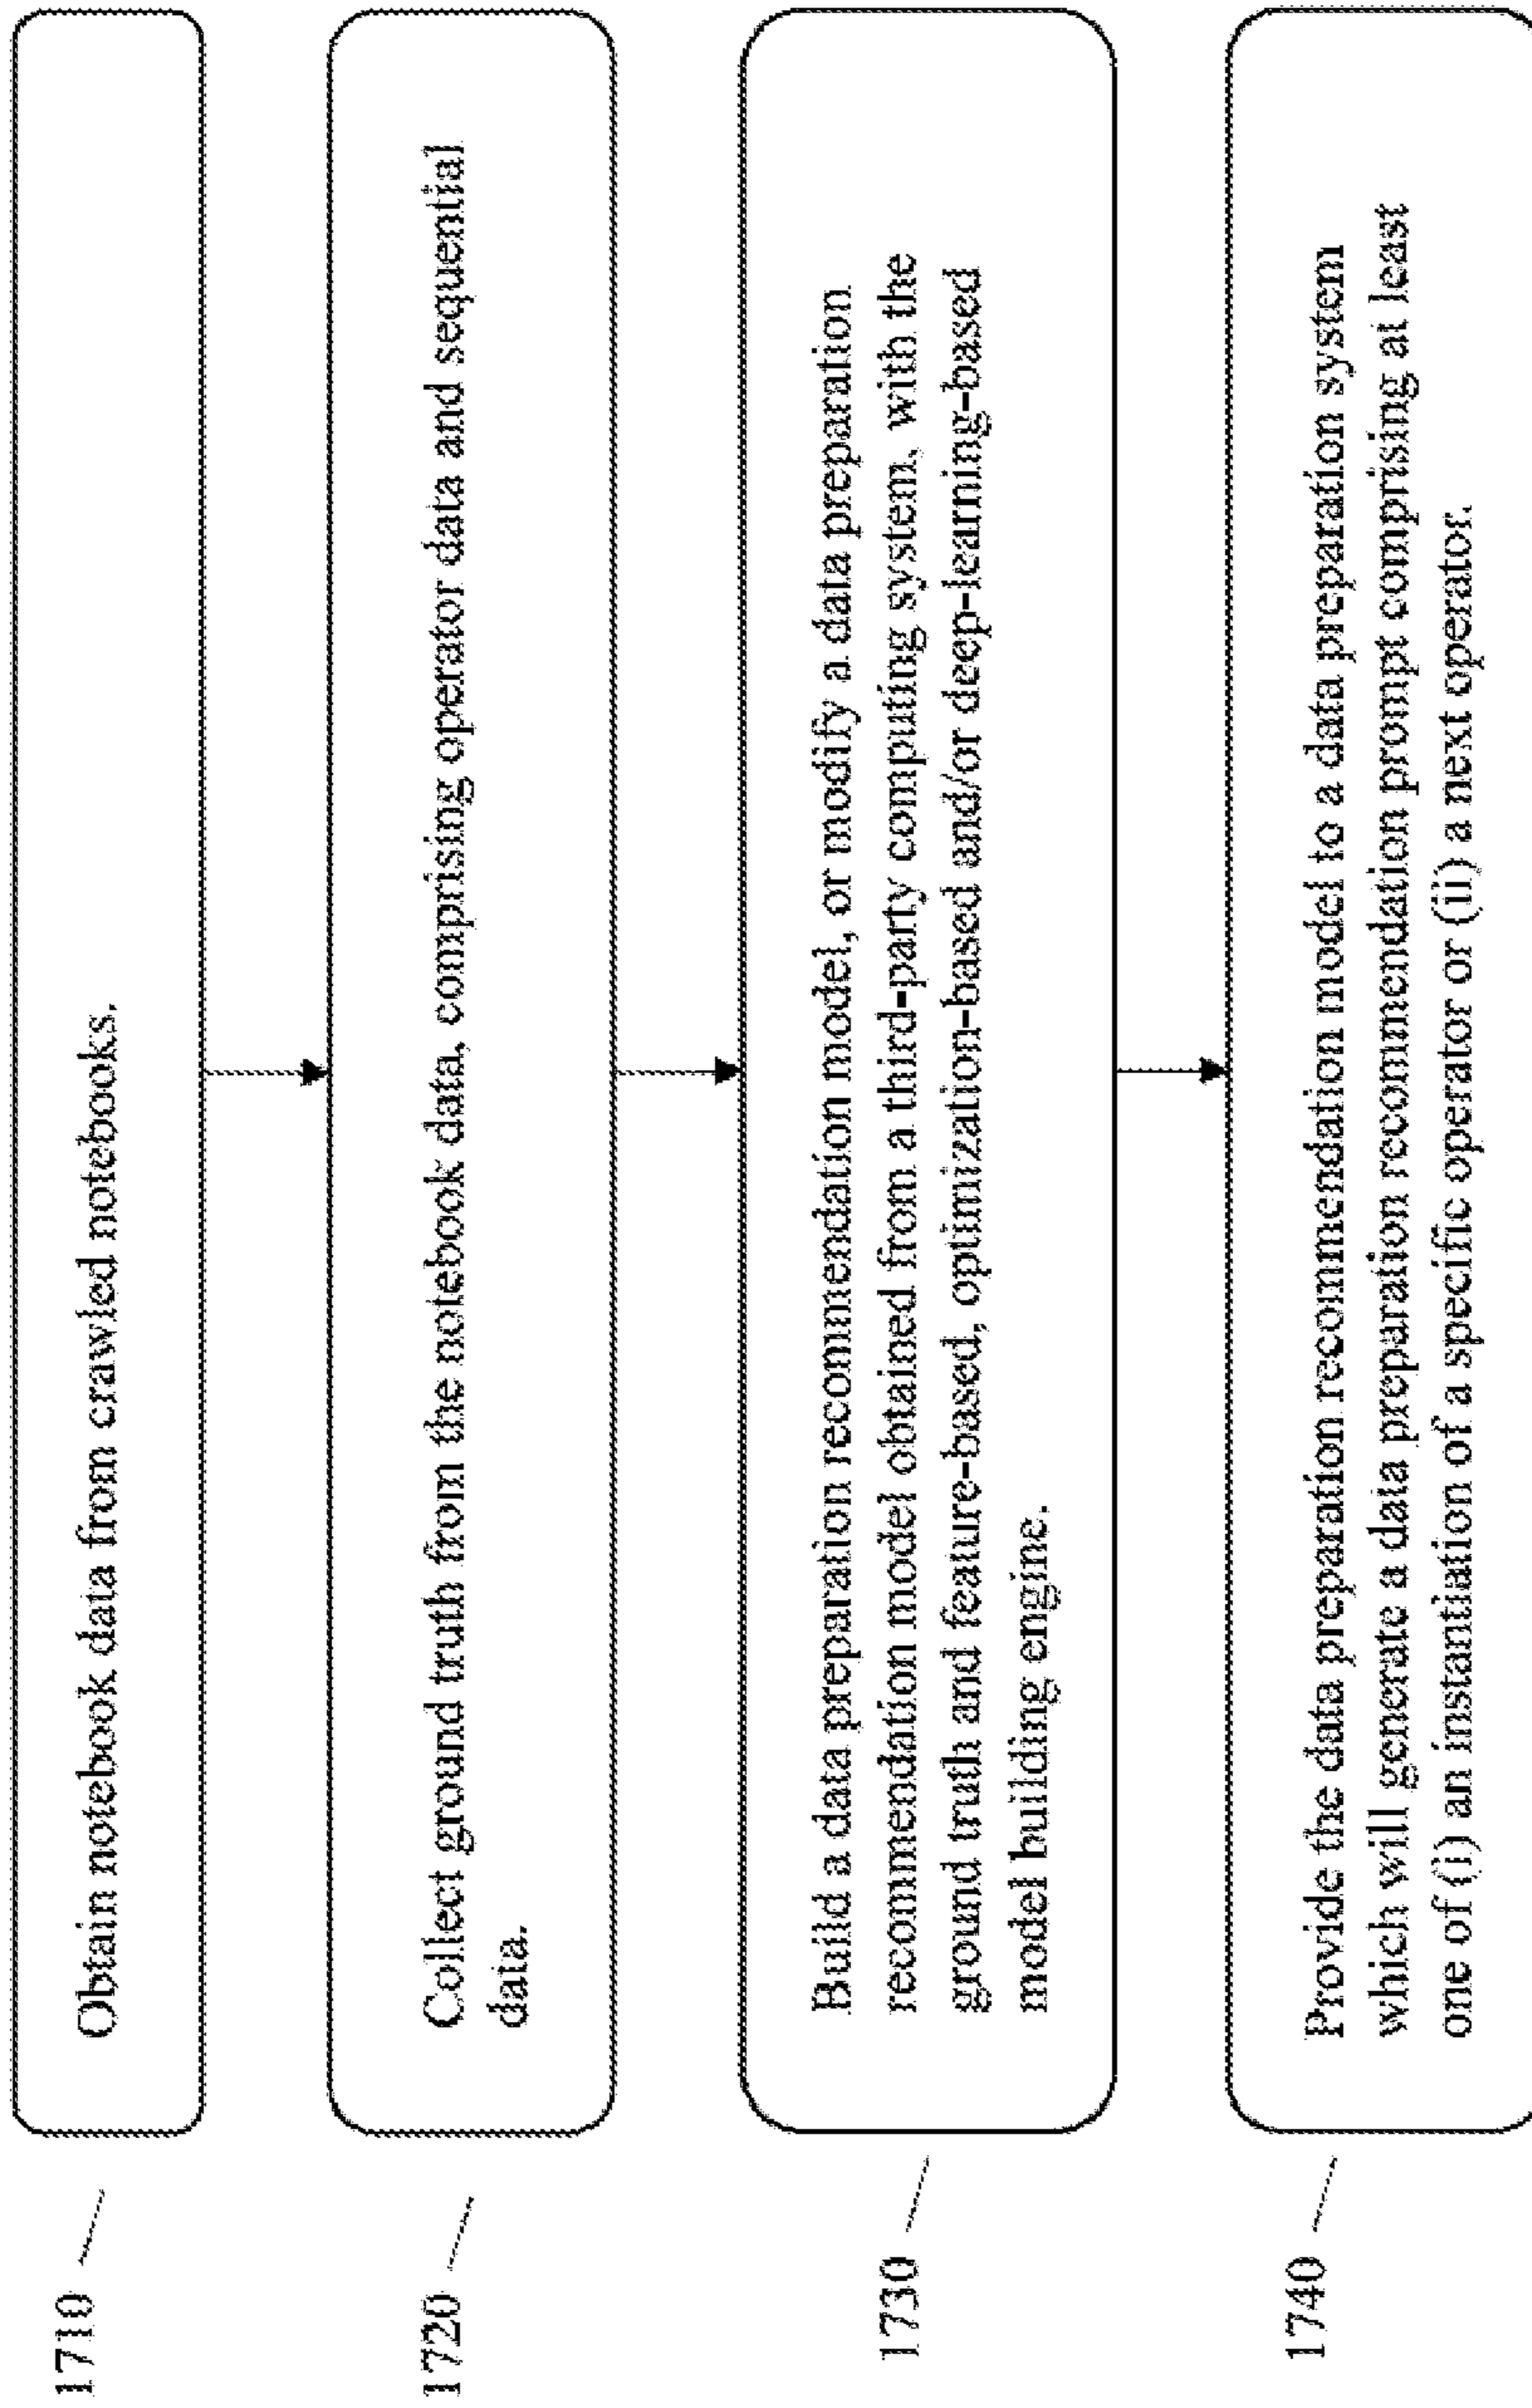 1710
Obtain notebook data from crawled notebooks.
1720
Collect ground truth from the notebook data, comprising operator data and sequential
data.
1730
Build a data preparation recommendation model, or modify a data preparation
recommendation model obtained from a third-party computing system, with the
ground truth and feature-based, optimization-based and/or deep-learning-based
model building engine.
1740
Provide the data preparation recommendation model to a data preparation system
which will generate a data preparation recommendation prompt comprising at least
one of (i) an instantiation of a specific operator or (ii) a next operator.